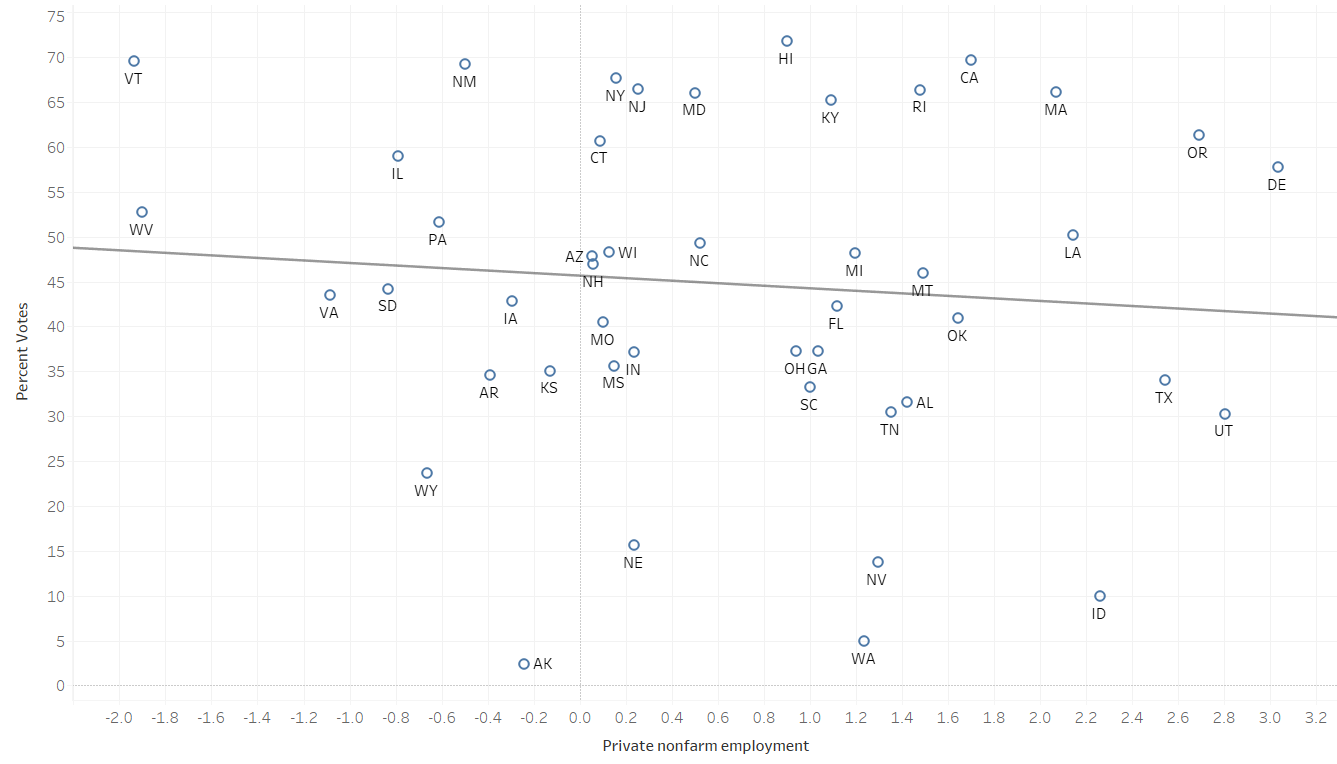 75
70
65
60
55
50
45
40
35
30
25
20
15
10
5
0
Percent Votes
HI
VT
NM
CA
NY
NJ
MD
KY
RI
MA
CT
OR
IL
DE
WV
PA
AZ
WI
NC
LA
NH
MI
MT
VA
SD
IA
FL
MO
OK
IN
OH
GA
MS
AR
KS
SC
TX
AL
TN
UT
WY
NE
NV
ID
WA
AK
-2.0 -1.8 -1.6 -1.4 -1.2 -1.0 -0.8 -0.6 -0.4 -0.2 0.0 0.2 0.4 0.6 0.8 1.0 1.2 1.4 1.6 1.8 2.0 2.2 2.4 2.6 2.8 3.0 3.2
Private nonfarm employment